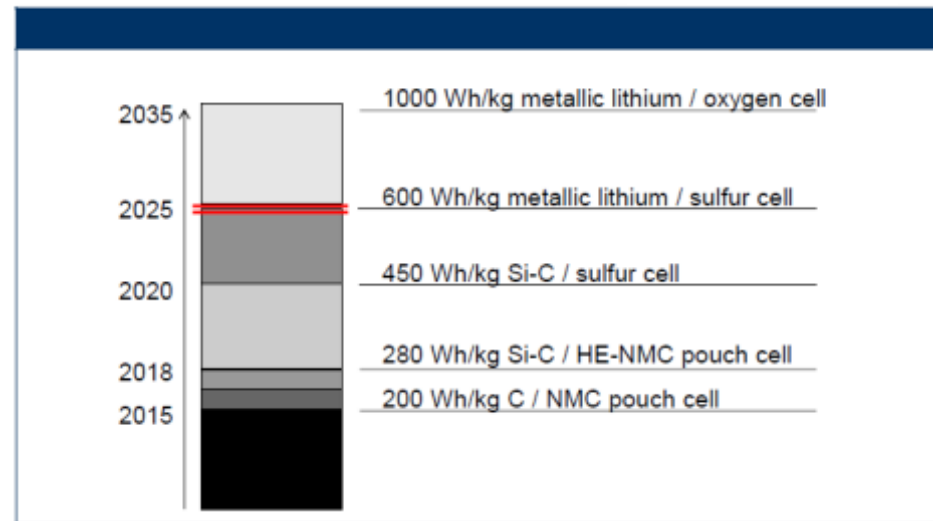 2035
1000 Wh/kg metallic lithium / oxygen cell
2025
600 Wh/kg metallic lithium / sulfur cell
2020
450 Wh/kg Si-C / sulfur cell
2018
280 Wh/kg Si-C / HE-NMC pouch cell
2015
200 Wh/kg C / NMC pouch cell